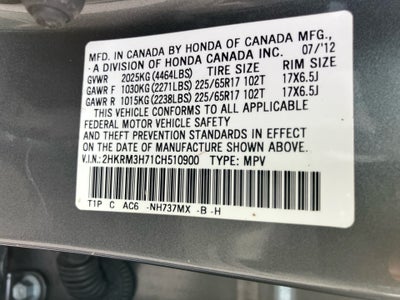 MFD. IN CANADA BY HONDA OF CANADA MFG.,
- A DIVISION OF HONDA CANADA INC. 07/'12
GVWR 2025KG (4464LBS) TIRE SIZE RIM SIZE
GAWR F 1030KG (2271LBS) 225/65R17 102T 17X6.5J
GAWR R 1015KG (2238LBS) 225/65R17 102T 17X6.5J
THIS VEHICLE CONFORMS TO ALL APPLICABLE
FEDERAL MOTOR VEHICLE SAFETY
AND THEFT PREVENTION STANDARDS IN EFFECT
ON THE DATE OF MANUFACTURE SHOWN ABOVE.
V.I.N.: 2HKRM3H71CH510900 TYPE: MPV
T1P C AC6 -NH737MX -B -H